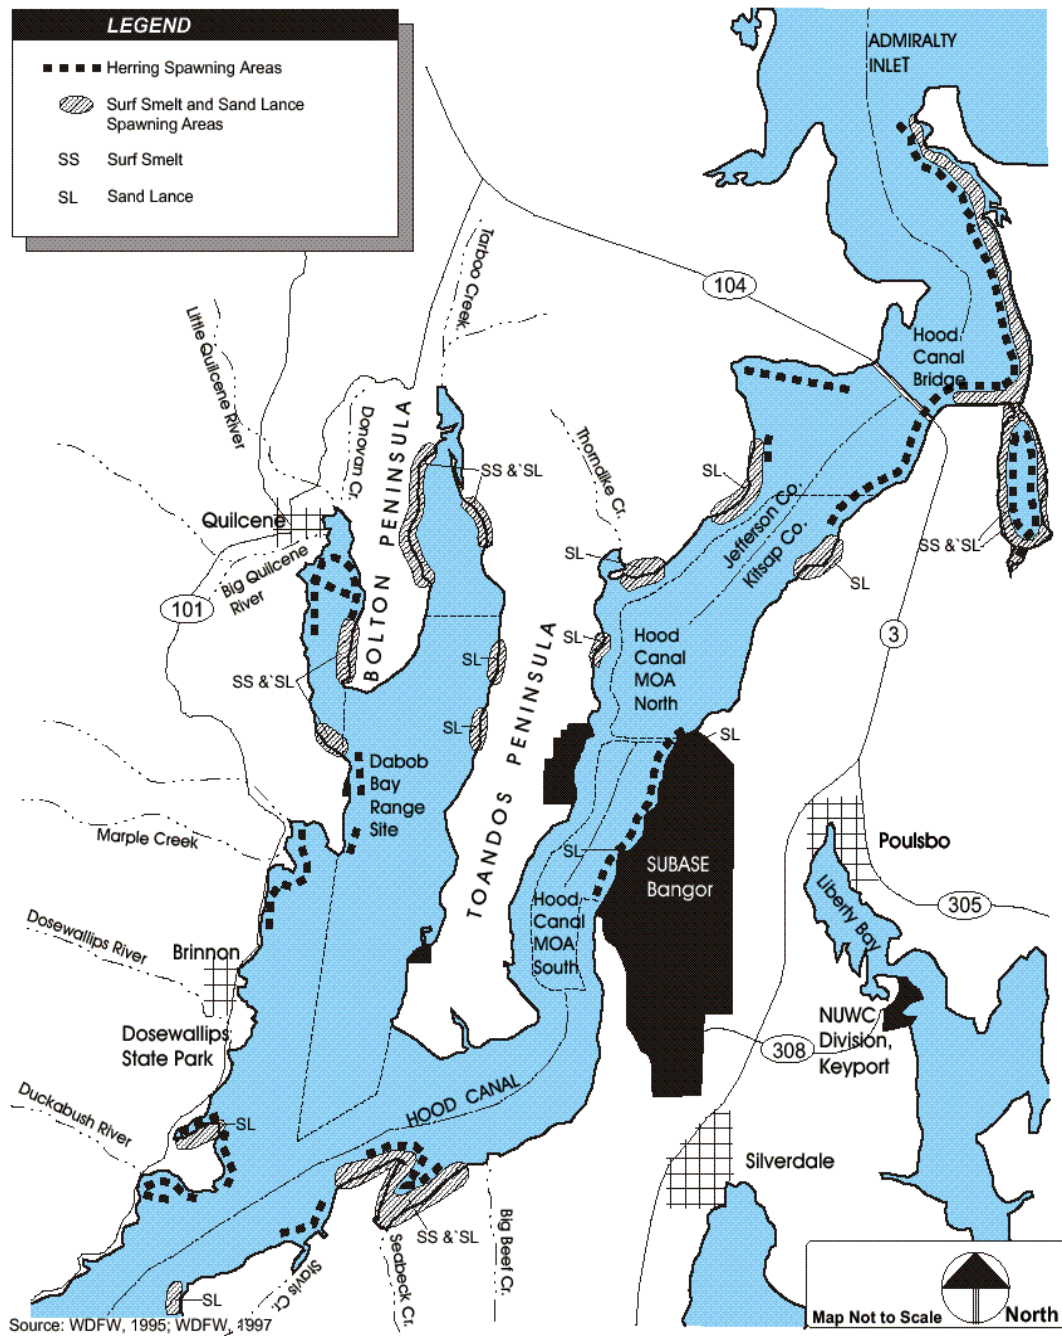 LEGEND
Herring Spawning Areas
Surf Smelt and Sand Lance
Spawning Areas
SS Surf Smelt
SL Sand Lance
ADMIRALTY
INLET
Tarboo Creek
104
Little Quilcene River
Hood
Canal
Bridge
Donovan Cr.
BOLTON PENINSULA
Thorndike Cr.
SS &`SL
SL
Quilcene
Big Quilcene
River
Jefferson Co.
Kitsap Co.
SS &`SL
SL
SL
101
3
SL
Hood
Canal
MOA
North
SL
SS &`SL
TOANDOS PENINSULA
SL
SL
Dabob
Bay
Range
Site
Marple Creek
Poulsbo
SL
SUBASE
Bangor
Liberty Bay
305
Hood
Canal
MOA
South
Dosewallips River
Brinnon
NUWC
Division,
Keyport
308
Dosewallips
State Park
HOOD CANAL
Duckabush River
SL
Silverdale
SS &`SL
Big Beef Cr.
Seabeck Cr.
Stavis Cr.
SL
Source: WDFW, 1995; WDFW, 1997
Map Not to Scale
North